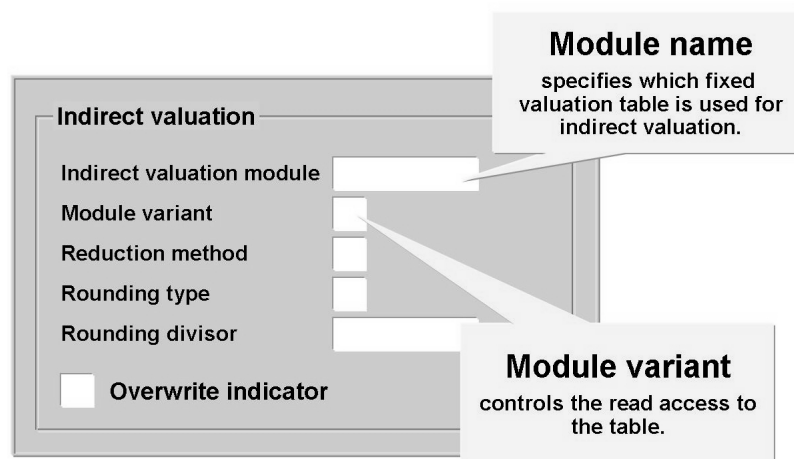 Module name
specifies which fixed
valuation table is used for
indirect valuation.
Indirect valuation
Indirect valuation module
Module variant
Reduction method
Rounding type
Rounding divisor
Overwrite indicator
Module variant
controls the read access to
the table.